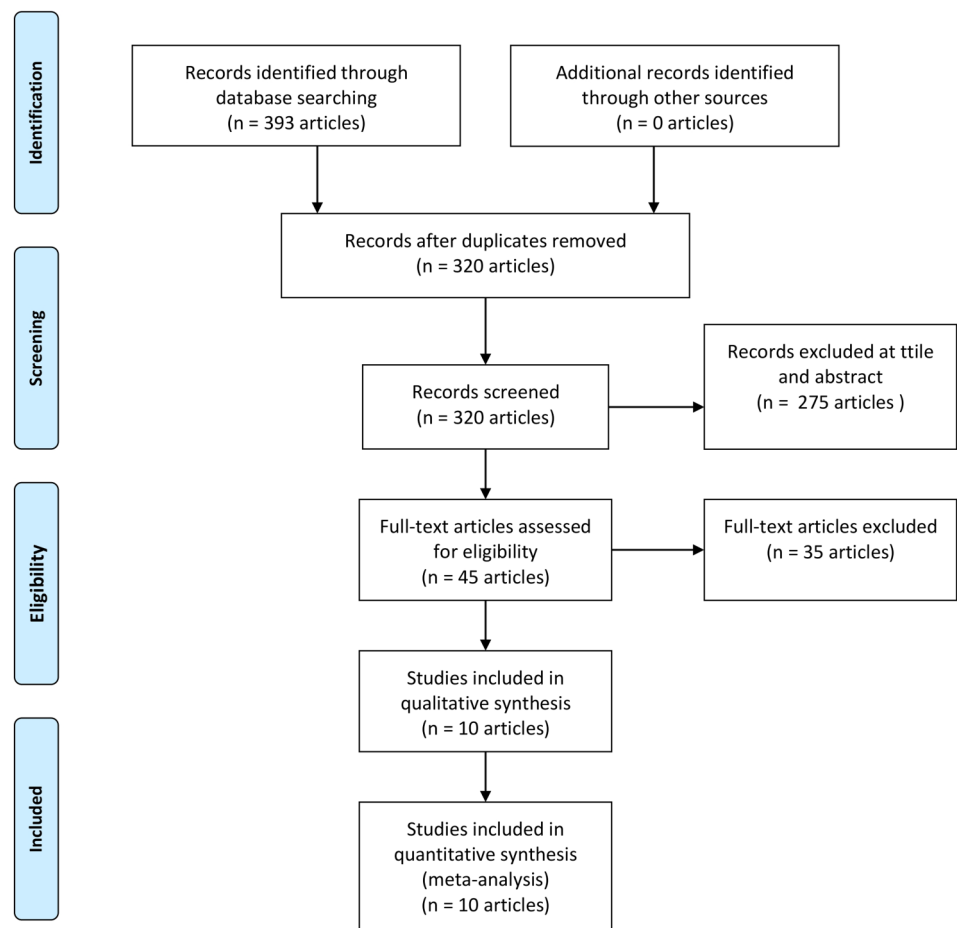 Identification
Records identified through
database searching
(n = 393 articles)
Additional records identified
through other sources
(n = 0 articles)
Records after duplicates removed
(n = 320 articles)
Screening
Records screened
(n = 320 articles)
Records excluded at ttile
and abstract
(n =  275 articles )
Eligibility
Full-text articles assessed
for eligibility
(n = 45 articles)
Full-text articles excluded
(n = 35 articles)
Studies included in
qualitative synthesis
(n = 10 articles)
Included
Studies included in
quantitative synthesis
(meta-analysis)
(n = 10 articles)